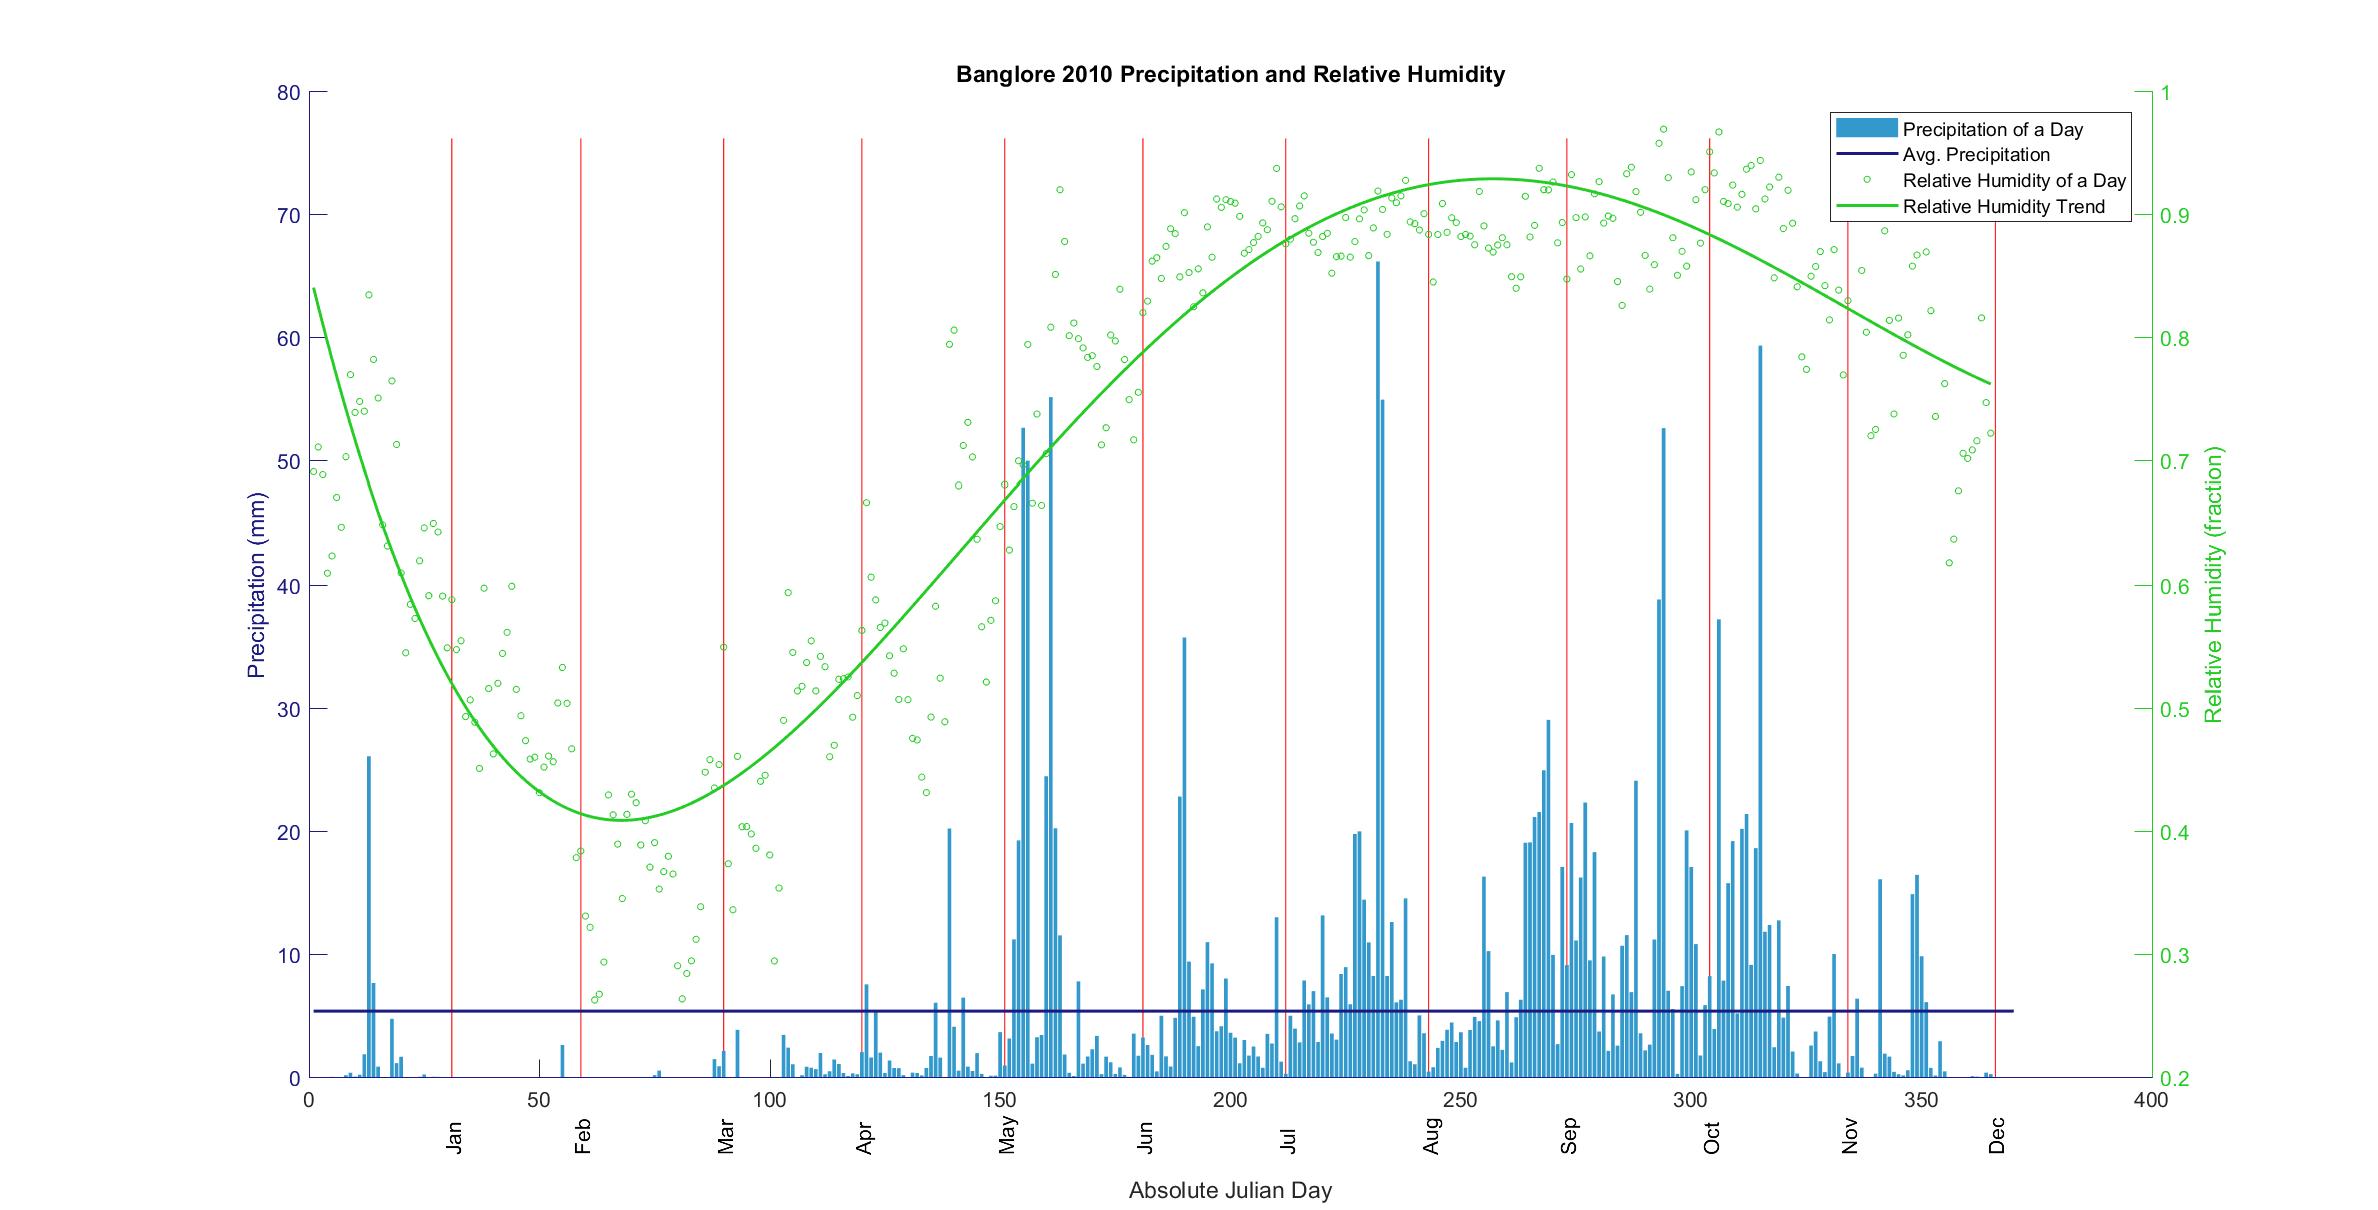 Banglore 2010 Precipitation and Relative Humidity
80
70
60
50
40
30
20
10
0
Precipitation (mm)
1
0.9
0.8
0.7
0.6
0.5
0.4
0.3
0.2
Relative Humidity (fraction)
Precipitation of a Day
Avg. Precipitation
Relative Humidity of a Day
Relative Humidity Trend
0 50 100 150 200 250 300 350 400
Jan Feb Mar Apr May Jun Jul Aug Sep Oct Nov Dec
Absolute Julian Day